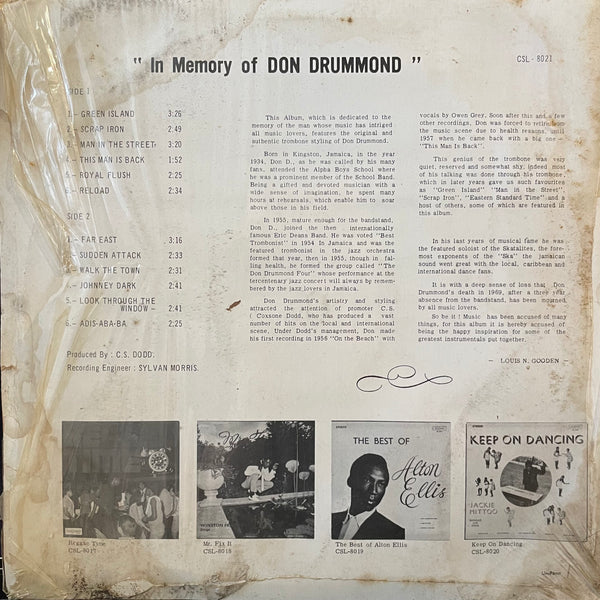 " In Memory of DON DRUMMOND "
CSL - 8021
SIDE 1
1.— GREEN ISLAND 3:26
2.— SCRAP IRON 2.49
3.— MAN IN THE STREET 3:30
4.— THIS MAN IS BACK 1:52
5.— ROYAL FLUSH 2:25
6.— RELOAD 2:34
SIDE 2
1.— FAR EAST 3:16
2.— SUDDEN ATTACK 2:33
3.— WALK THE TOWN 2:35
4.— JOHNNEY DARK 2:41
5.— LOOK THROUGH THE
WINDOW — 2:41
6.— ADIS-ABA-BA 2:25
Produced By : C.S. DODD.
Recording Engineer : SYLVAN MORRIS.
This Album, which is dedicated to the
memory of the man whose music has intriged
all music lovers, features the original and
authentic trombone styling of Don Drummond.
Born in Kingston, Jamaica, in the year
1934, Don D., as he was called by his many
fans, attended the Alpha Boys School where
he was a prominent member of the School Band.
Being a gifted and devoted musician with a
wide sense of imagination, he spent many
hours at rehearsals, which enable him to soar
above those in his field.
In 1955, mature enough for the bandstand,
Don D., joined the then internationally
famous Eric Deans Band. He was voted "Best
Trombonist" in 1954 In Jamaica and was the
featured trombonist in the jazz orchestra
formed that year, then in 1955, though in fal-
ling health, he formed the group called "The
Don Drummond Four" whose performance at the
tercentenary jazz concert will always be remem-
bered by the jazz lovers in Jamaica.
Don Drummond's artistry and styling
attracted the attention of promoter C.S.
( Coxsone Dodd, who has produced a vast
number of hits on the local and international
scene. Under Dodd's management, Don made
his first recording in 1956 "On the Beach" with
vocals by Owen Grey. Soon after this and a few
other recordings, Don was forced to retire from
the music scene due to health reasons, until
1957 when he came back with a big one —
"This Man Is Back".
This genius of the trombone was very
quiet, reserved and somewhat shy, indeed most
of his talking was done through his trombone,
which in later years gave us such favourites
as "Green Island" "Man in the Street"
"Scrap Iron", "Eastern Standard Time" and a
host of others, some of which are featured in
this album.
In his last years of musical fame he was
the featured soloist of the Skatalites, the fore-
most exponents of the "Ska" the jamaican
sound went great with the local, caribbean and
international dance fans.
It is with a deep sense of loss that Don
Drummond's death in 1969, after a three year
absence from the bandstand, has been mourned
by all music lovers.
So be it ! Music has been accused of many
things, for this album it is hereby accused of
being the happy inspiration for some of the
greatest instrumentals put together.
— LOUIS N. GOODEN —
THE BEST OF
Alton
Ellis
KEEP ON DANCING
JACKIE
MITTOO
Reggae Time
CSL-8017
Mr. Fix It
CSL-8018
The Best of Alton Ellis
CSL-8019
Keep On Dancing
CSL-8020